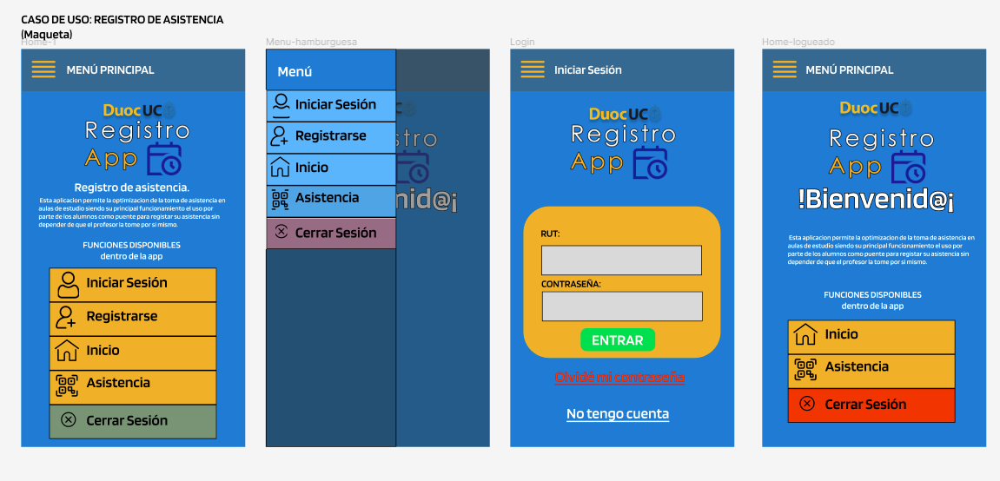 CASO DE USO: REGISTRO DE ASISTENCIA
(Maqueta)
Home-1
MENÚ PRINCIPAL
DuocUC
Registro
App
Registro de asistencia.
Esta aplicacion permite la optimizacion de la toma de asistencia en
aulas de estudio siendo su principal funcionamiento el uso por
parte de los alumnos como puente para registar su asistencia sin
depender de que el profesor la tome por si mismo.
FUNCIONES DISPONIBLES
dentro de la app
Iniciar Sesión
Registrarse
Inicio
Asistencia
Cerrar Sesión
Menu-hamburguesa
Menú
Iniciar Sesión
Registrarse
Inicio
Asistencia
Cerrar Sesión
stro
nid@¡
Login
Iniciar Sesión
DuocUC
Registro
App
RUT:
CONTRASEÑA:
ENTRAR
Olvidé mi contraseña
No tengo cuenta
Home-logueado
MENÚ PRINCIPAL
DuocUC
Registro
App
!Bienvenid@¡
Esta aplicacion permite la optimizacion de la toma de asistencia en
aulas de estudio siendo su principal funcionamiento el uso por
parte de los alumnos como puente para registar su asistencia sin
depender de que el profesor la tome por si mismo.
FUNCIONES DISPONIBLES
dentro de la app
Inicio
Asistencia
Cerrar Sesión